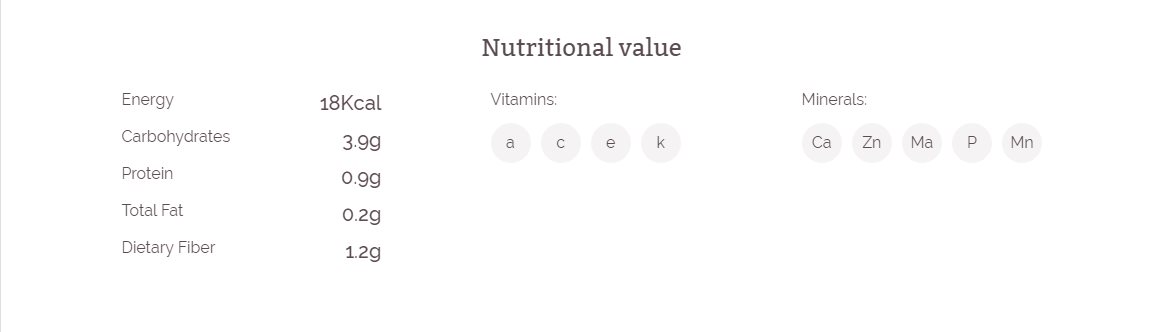 Nutritional value
Energy 18Kcal
Carbohydrates 3.9g
Protein 0.9g
Total Fat 0.2g
Dietary Fiber 1.2g
Vitamins:
a c e k
Minerals:
Ca Zn Ma P Mn